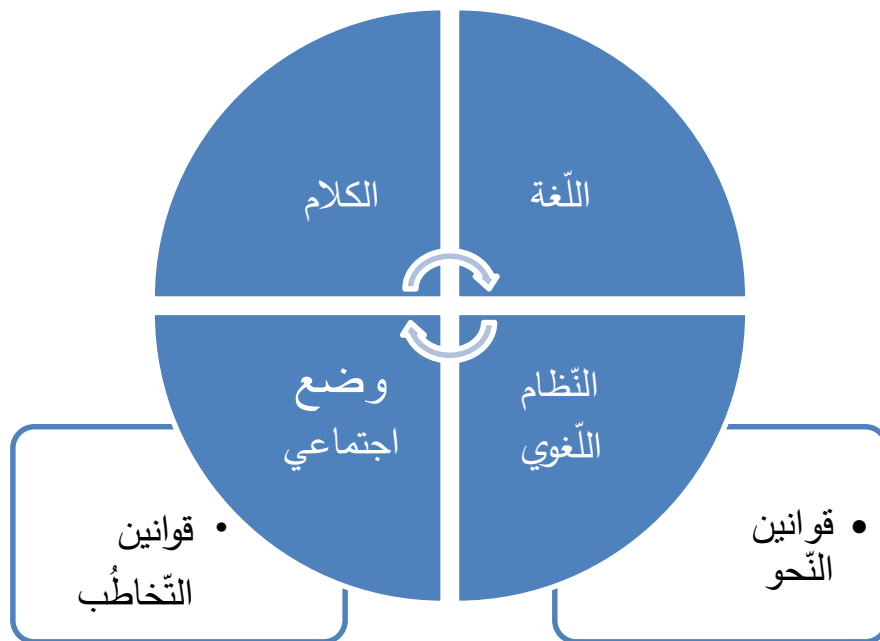 اللّغة
الكلام
النّظام
اللّغوي
وضع
اجتماعي
• قوانين
النّحو
• قوانين
التّخاطُب